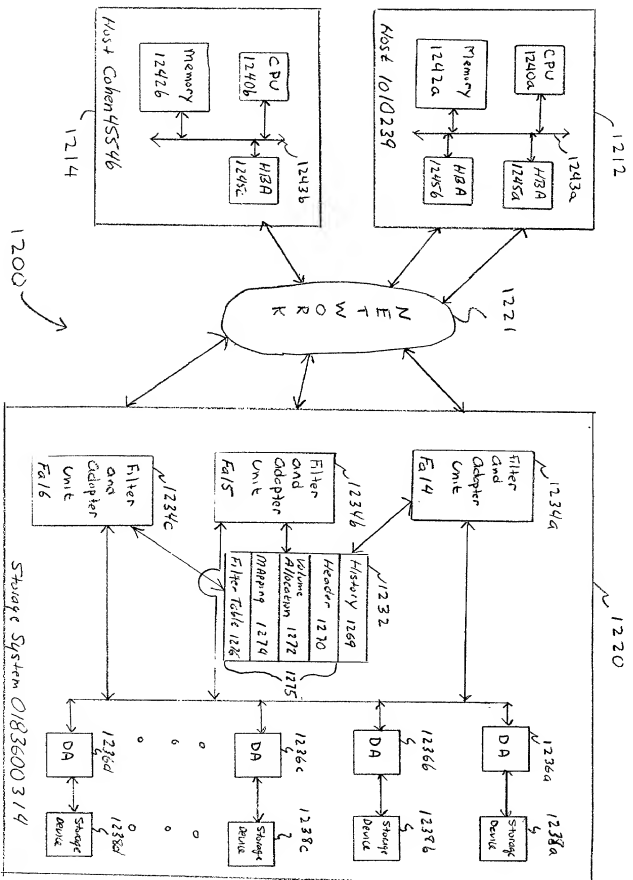 1212
CPU
1240a
1243a
HBA
1245a
Memory
1242a
HBA
1245b
Host 1010239
CPU
1240b
1243b
Memory
1242b
HBA
1245c
Host Cohen45546
1214
1221
NETWORK
1200
1220
1234a
Filter
and
Adapter
Unit
Fa14
1234b
Filter
and
Adapter
Unit
Fa15
1234c
Filter
and
Adapter
Unit
Fa16
1232
History 1269
Header 1270
Volume
Allocation 1272
MApping 1274
Filter Table 1276
1275
1236a
DA
1238a
Storage
Device
1236b
DA
1238b
Storage
Device
1236c
DA
1238c
Storage
Device
1236d
DA
1238d
Storage
Device
Storage System 0183600319